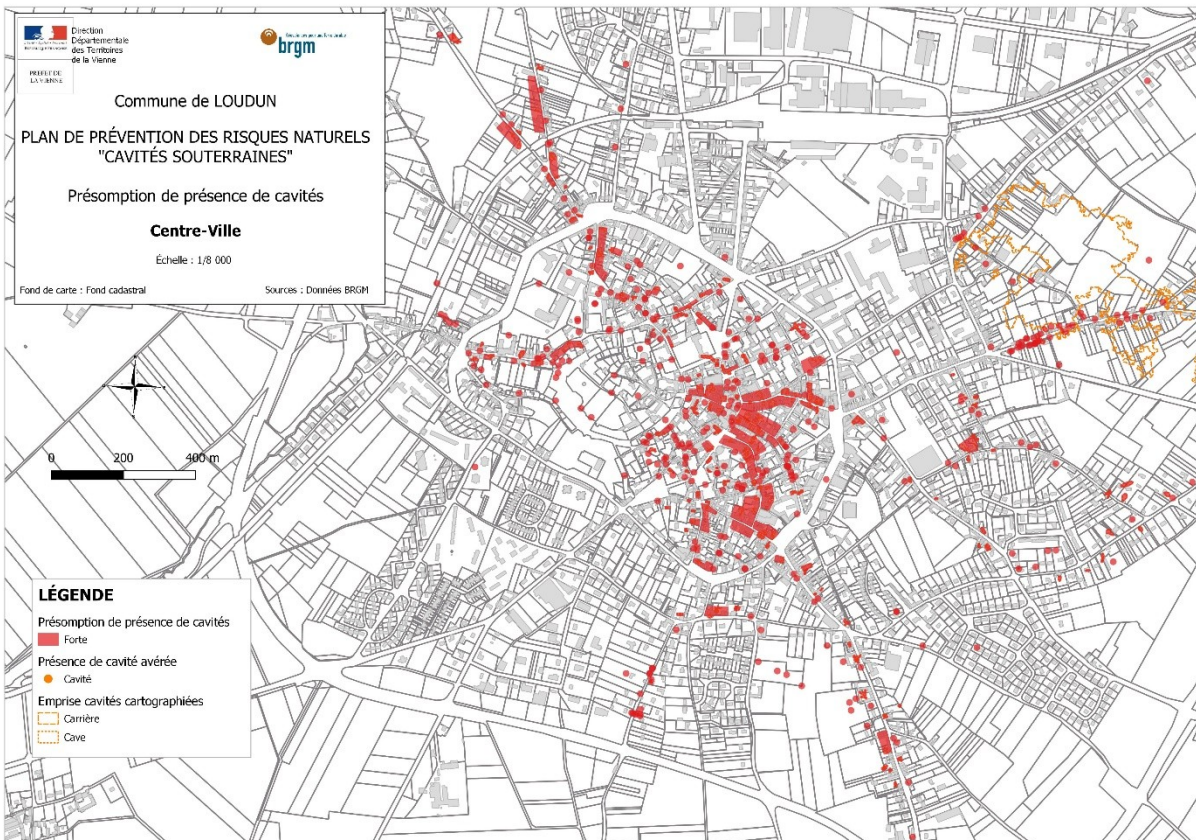 Direction
Départementale
des Territoires
de la Vienne
PRÉFET DE
LA VIENNE
brgm
Commune de LOUDUN
PLAN DE PRÉVENTION DES RISQUES NATURELS
"CAVITÉS SOUTERRAINES"
Présomption de présence de cavités
Centre-Ville
Échelle : 1/8 000
Fond de carte : Fond cadastral
Sources : Données BRGM
0 200 400 m
LÉGENDE
Présomption de présence de cavités
Forte
Présence de cavité avérée
Cavité
Emprise cavités cartographiées
Carrière
Cave